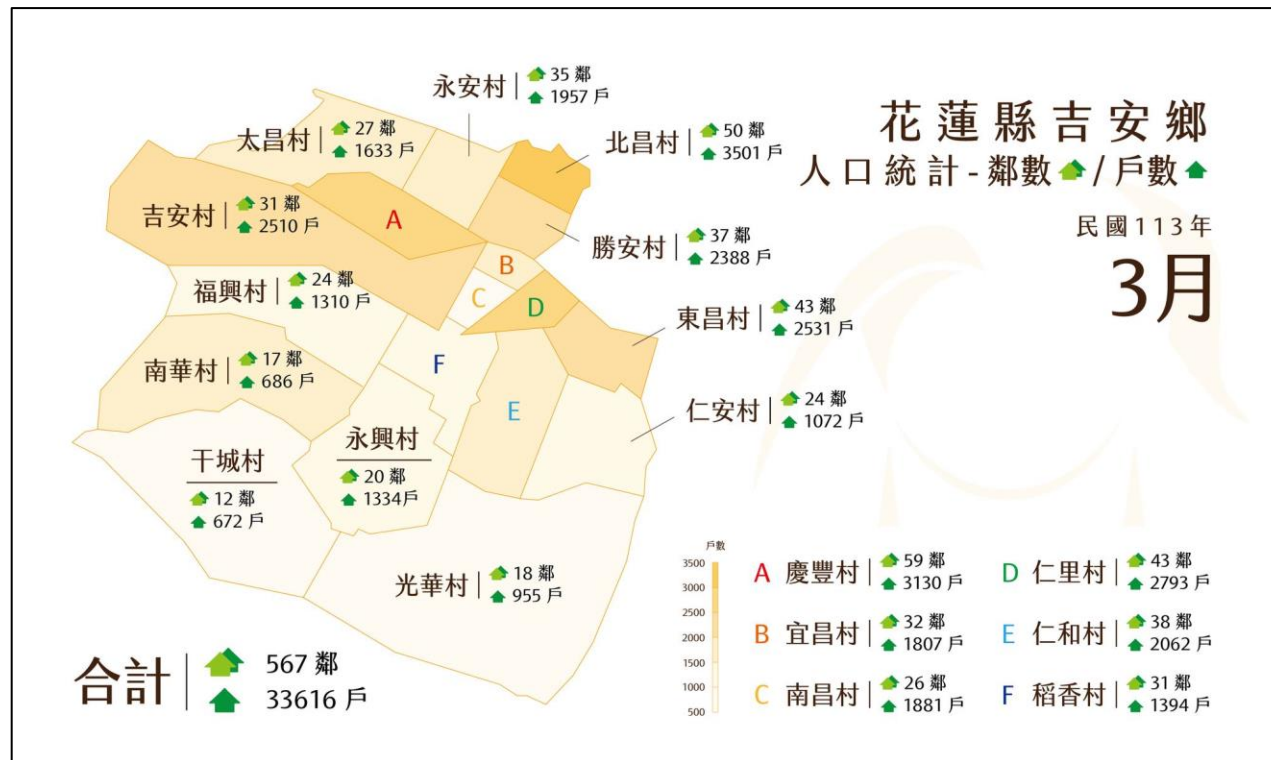 花蓮縣吉安鄉
人口統計-鄰數/戶數
民國113年
3月
永安村
35 鄰
1957 戶
太昌村
27 鄰
1633 戶
北昌村
50 鄰
3501 戶
吉安村
31 鄰
2510 戶
A
勝安村
37 鄰
2388 戶
B
福興村
24 鄰
1310 戶
C
D
東昌村
43 鄰
2531 戶
南華村
17 鄰
686 戶
F
E
仁安村
24 鄰
1072 戶
干城村
12 鄰
672 戶
永興村
20 鄰
1334戶
光華村
18 鄰
955 戶
戶數
3500
3000
2500
2000
1500
1000
500
A 慶豐村
59 鄰
3130 戶
B 宜昌村
32 鄰
1807 戶
C 南昌村
26 鄰
1881 戶
D 仁里村
43 鄰
2793 戶
E 仁和村
38 鄰
2062 戶
F 稻香村
31 鄰
1394 戶
合計
567 鄰
33616 戶